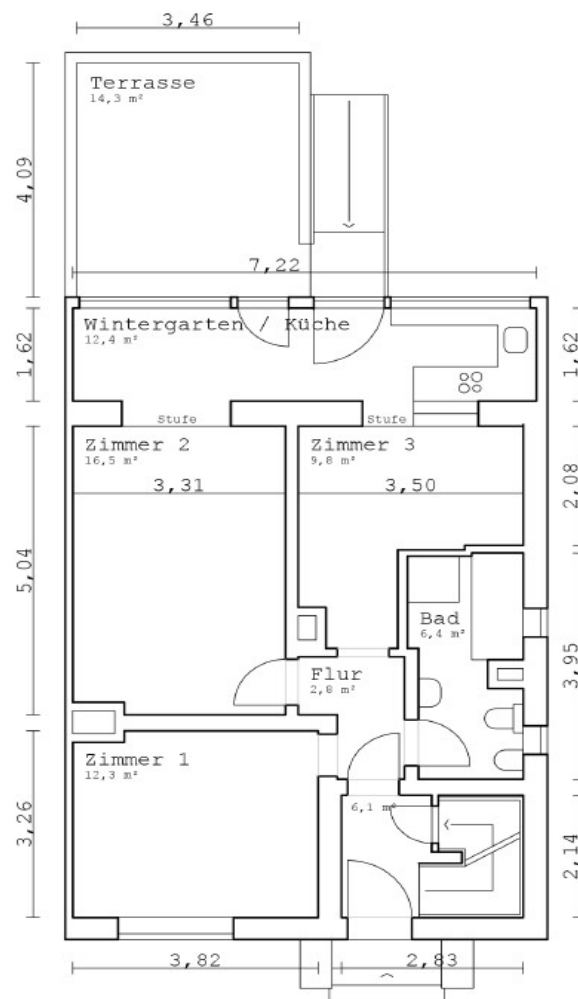 3,46
Terrasse
14,3 m²
4,09
7,22
Wintergarten / Küche
12,4 m²
1,62
1,62
Stufe
Stufe
Zimmer 2
16,5 m²
Zimmer 3
9,8 m²
2,08
3,31
3,50
5,04
Bad
6,4 m²
3,95
Flur
2,8 m²
Zimmer 1
12,3 m²
6,1 m²
3,26
2,14
3,82
2,83